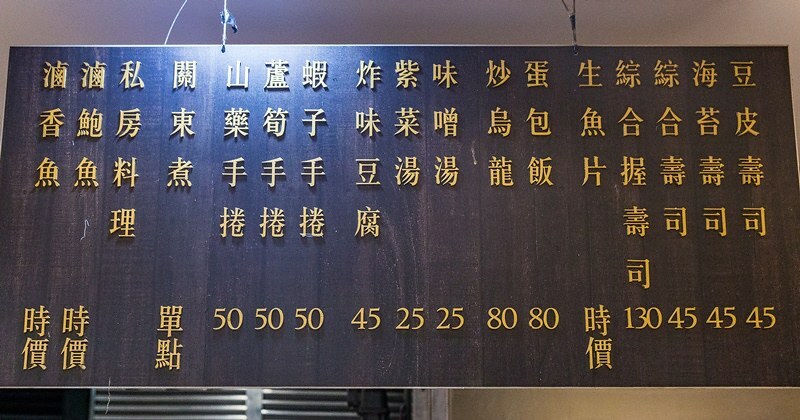 豆皮壽司 45
海苔壽司 45
綜合壽司 45
綜合握壽司 130
生魚片 時價
蛋包飯 80
炒烏龍 80
味噌湯 25
紫菜湯 25
炸味豆腐 45
蝦子手捲 50
蘆筍手捲 50
山藥手捲 50
關東煮 單點
私房料理
滷鮑魚 時價
滷香魚 時價